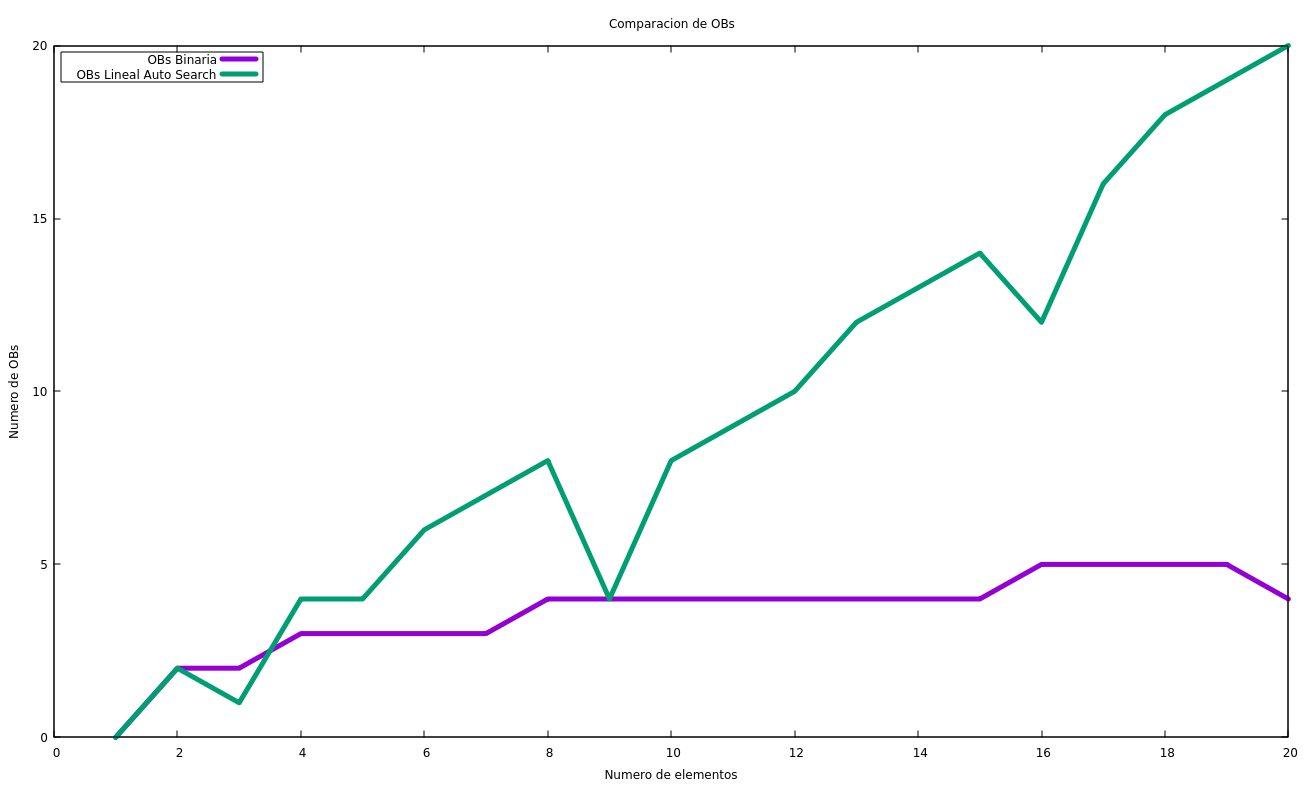 Comparacion de OBs
20
OBs Binaria
OBs Lineal Auto Search
15
10
5
0
Numero de OBs
0 2 4 6 8 10 12 14 16 18 20
Numero de elementos